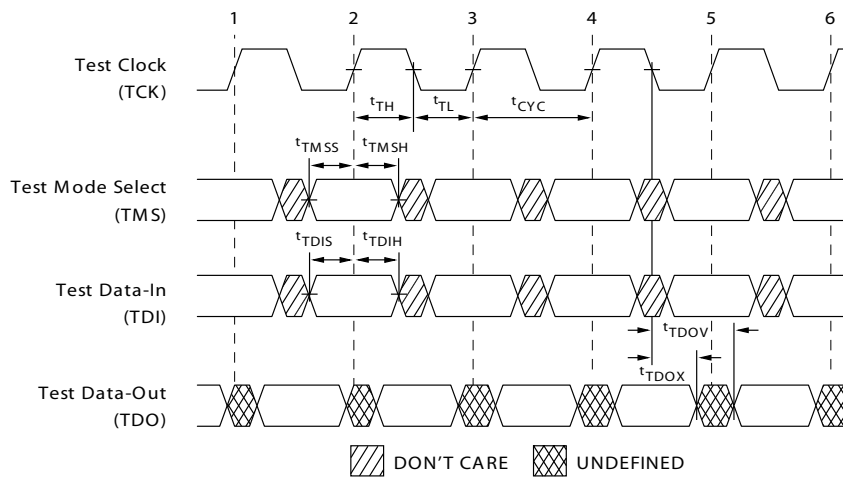 1 2 3 4 5 6
Test Clock
(TCK)
tTH tTL tCYC
tTMSS tTMSH
Test Mode Select
(TMS)
tTDIS tTDIH
Test Data-In
(TDI)
tTDOV
tTDOX
Test Data-Out
(TDO)
DON'T CARE UNDEFINED